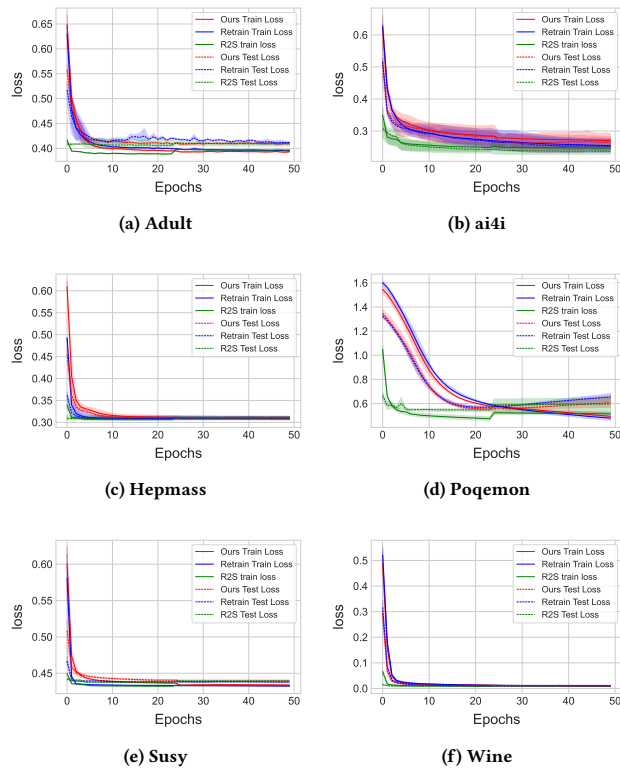 0.65
0.60
0.55
0.50
0.45
0.40
loss
0 10 20 30 40 50
Epochs
Ours Train Loss
Retrain Train Loss
R2S train loss
Ours Test Loss
Retrain Test Loss
R2S Test Loss
(a) Adult
0.6
0.5
0.4
0.3
loss
0 10 20 30 40 50
Epochs
Ours Train Loss
Retrain Train Loss
R2S train loss
Ours Test Loss
Retrain Test Loss
R2S Test Loss
(b) ai4i
0.60
0.55
0.50
0.45
0.40
0.35
0.30
loss
0 10 20 30 40 50
Epochs
Ours Train Loss
Retrain Train Loss
R2S train loss
Ours Test Loss
Retrain Test Loss
R2S Test Loss
(c) Hepmass
1.6
1.4
1.2
1.0
0.8
0.6
loss
0 10 20 30 40 50
Epochs
Ours Train Loss
Retrain Train Loss
R2S train loss
Ours Test Loss
Retrain Test Loss
R2S Test Loss
(d) Poqemon
0.60
0.55
0.50
0.45
loss
0 10 20 30 40 50
Epochs
Ours Train Loss
Retrain Train Loss
R2S train loss
Ours Test Loss
Retrain Test Loss
R2S Test Loss
(e) Susy
0.5
0.4
0.3
0.2
0.1
0.0
loss
0 10 20 30 40 50
Epochs
Ours Train Loss
Retrain Train Loss
R2S train loss
Ours Test Loss
Retrain Test Loss
R2S Test Loss
(f) Wine